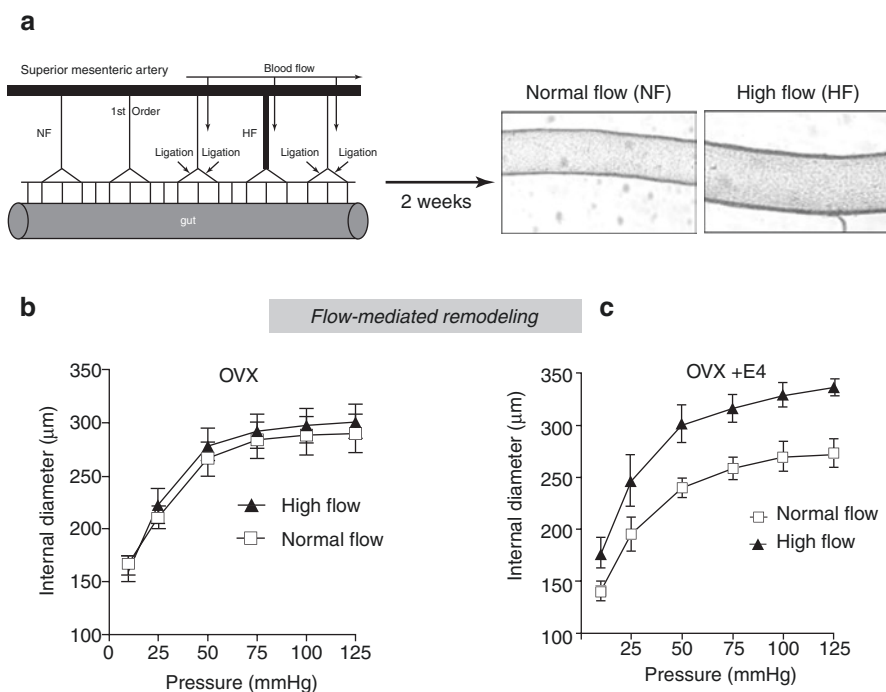 a
Superior mesenteric artery
Blood flow
1st Order
NF
HF
Ligation Ligation
Ligation Ligation
gut
2 weeks
Normal flow (NF)
High flow (HF)
b
Flow-mediated remodeling
c
OVX
Internal diameter (μm)
350
300
250
200
150
100
High flow
Normal flow
0 25 50 75 100 125
Pressure (mmHg)
OVX +E4
Internal diameter (μm)
350
300
250
200
150
100
Normal flow
High flow
25 50 75 100 125
Pressure (mmHg)